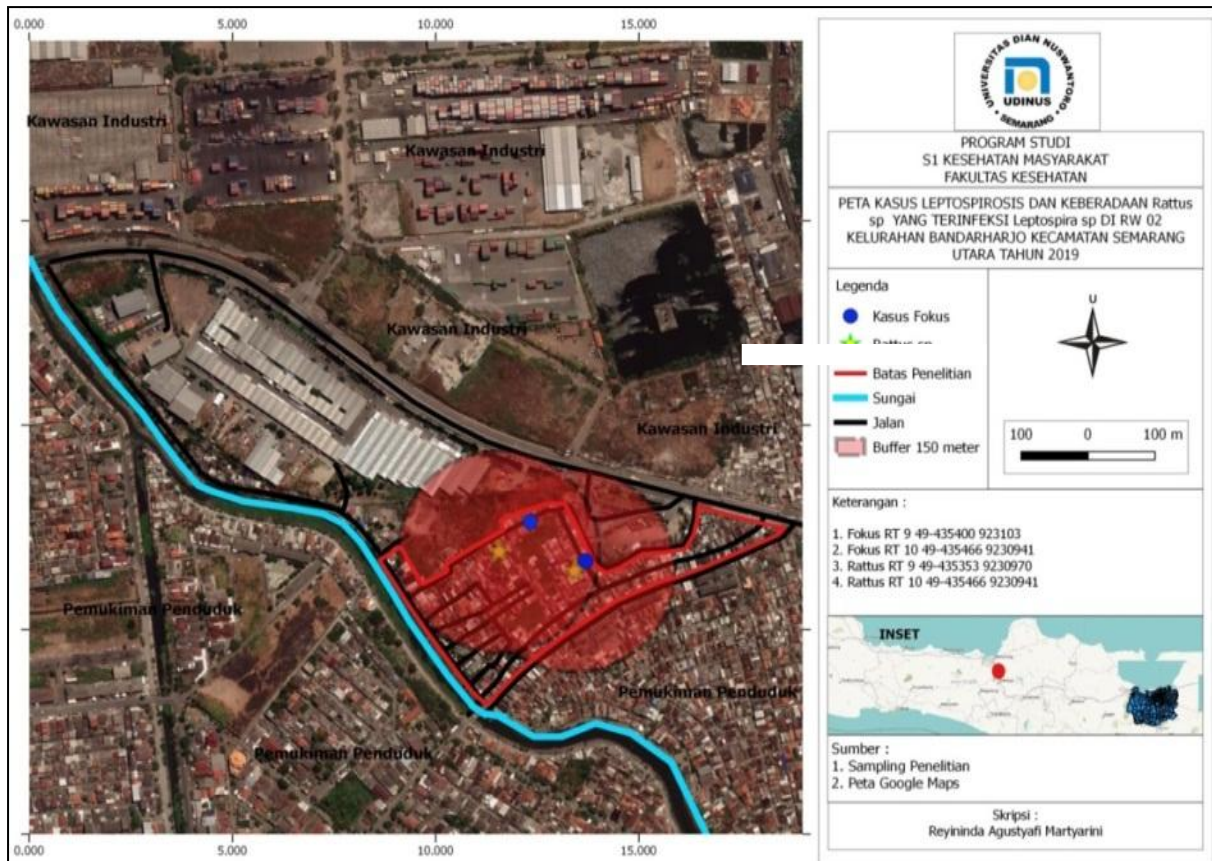 0.000 5.000 10.000 15.000
Kawasan Industri
Kawasan Industri
Kawasan Industri
Kawasan Industri
Pemukiman Penduduk
Pemukiman Penduduk
Pemukiman Penduduk
0.000 5.000 10.000 15.000
UNIVERSITAS DIAN NUSWANTORO
UDINUS
SEMARANG
PROGRAM STUDI
S1 KESEHATAN MASYARAKAT
FAKULTAS KESEHATAN
PETA KASUS LEPTOSPIROSIS DAN KEBERADAAN Rattus
sp YANG TERINFEKSI Leptospira sp DI RW 02
KELURAHAN BANDARHARJO KECAMATAN SEMARANG
UTARA TAHUN 2019
Legenda
Kasus Fokus
Rattus sp
Batas Penelitian
Sungai
Jalan
Buffer 150 meter
U
100 0 100 m
Keterangan :
1. Fokus RT 9 49-435400 923103
2. Fokus RT 10 49-435466 9230941
3. Rattus RT 9 49-435353 9230970
4. Rattus RT 10 49-435466 9230941
INSET
Sumber :
1. Sampling Penelitian
2. Peta Google Maps
Skripsi :
Reyininda Agustyafi Martyarini